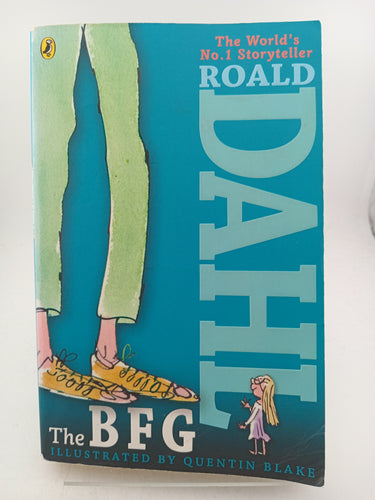 The World's
No.1 Storyteller
ROALD
DAHL
The BFG
ILLUSTRATED BY QUENTIN BLAKE